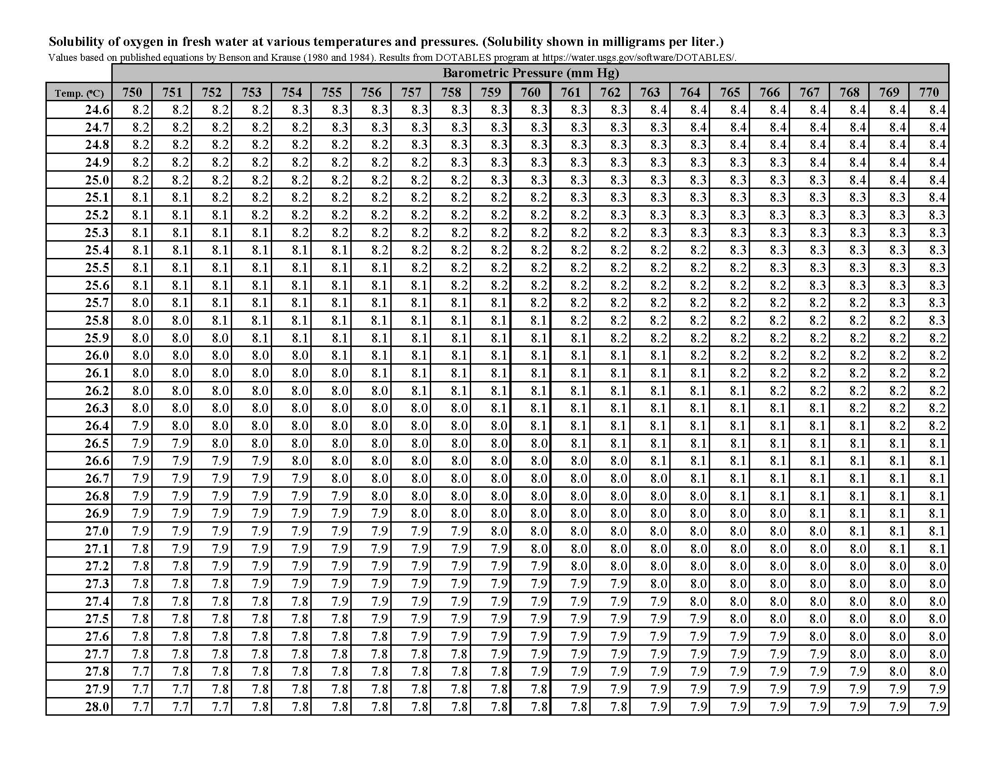 Solubility of oxygen in fresh water at various temperatures and pressures. (Solubility shown in milligrams per liter.)
Values based on published equations by Benson and Krause (1980 and 1984). Results from DOTABLES program at https://water.usgs.gov/software/DOTABLES/.
Barometric Pressure (mm Hg)
Temp. (ºC) 750 751 752 753 754 755 756 757 758 759 760 761 762 763 764 765 766 767 768 769 770
24.6 8.2 8.2 8.2 8.2 8.3 8.3 8.3 8.3 8.3 8.3 8.3 8.3 8.3 8.4 8.4 8.4 8.4 8.4 8.4 8.4 8.4
24.7 8.2 8.2 8.2 8.2 8.2 8.3 8.3 8.3 8.3 8.3 8.3 8.3 8.3 8.3 8.4 8.4 8.4 8.4 8.4 8.4 8.4
24.8 8.2 8.2 8.2 8.2 8.2 8.2 8.2 8.3 8.3 8.3 8.3 8.3 8.3 8.3 8.3 8.4 8.4 8.4 8.4 8.4 8.4
24.9 8.2 8.2 8.2 8.2 8.2 8.2 8.2 8.2 8.3 8.3 8.3 8.3 8.3 8.3 8.3 8.3 8.3 8.4 8.4 8.4 8.4
25.0 8.2 8.2 8.2 8.2 8.2 8.2 8.2 8.2 8.2 8.3 8.3 8.3 8.3 8.3 8.3 8.3 8.3 8.3 8.4 8.4 8.4
25.1 8.1 8.1 8.2 8.2 8.2 8.2 8.2 8.2 8.2 8.2 8.2 8.3 8.3 8.3 8.3 8.3 8.3 8.3 8.3 8.3 8.4
25.2 8.1 8.1 8.1 8.2 8.2 8.2 8.2 8.2 8.2 8.2 8.2 8.2 8.3 8.3 8.3 8.3 8.3 8.3 8.3 8.3 8.3
25.3 8.1 8.1 8.1 8.1 8.2 8.2 8.2 8.2 8.2 8.2 8.2 8.2 8.2 8.3 8.3 8.3 8.3 8.3 8.3 8.3 8.3
25.4 8.1 8.1 8.1 8.1 8.1 8.1 8.2 8.2 8.2 8.2 8.2 8.2 8.2 8.2 8.2 8.3 8.3 8.3 8.3 8.3 8.3
25.5 8.1 8.1 8.1 8.1 8.1 8.1 8.1 8.2 8.2 8.2 8.2 8.2 8.2 8.2 8.2 8.2 8.3 8.3 8.3 8.3 8.3
25.6 8.1 8.1 8.1 8.1 8.1 8.1 8.1 8.1 8.2 8.2 8.2 8.2 8.2 8.2 8.2 8.2 8.2 8.3 8.3 8.3 8.3
25.7 8.0 8.1 8.1 8.1 8.1 8.1 8.1 8.1 8.1 8.1 8.2 8.2 8.2 8.2 8.2 8.2 8.2 8.2 8.2 8.3 8.3
25.8 8.0 8.0 8.1 8.1 8.1 8.1 8.1 8.1 8.1 8.1 8.1 8.2 8.2 8.2 8.2 8.2 8.2 8.2 8.2 8.2 8.3
25.9 8.0 8.0 8.0 8.1 8.1 8.1 8.1 8.1 8.1 8.1 8.1 8.1 8.2 8.2 8.2 8.2 8.2 8.2 8.2 8.2 8.2
26.0 8.0 8.0 8.0 8.0 8.0 8.1 8.1 8.1 8.1 8.1 8.1 8.1 8.1 8.1 8.2 8.2 8.2 8.2 8.2 8.2 8.2
26.1 8.0 8.0 8.0 8.0 8.0 8.0 8.1 8.1 8.1 8.1 8.1 8.1 8.1 8.1 8.1 8.2 8.2 8.2 8.2 8.2 8.2
26.2 8.0 8.0 8.0 8.0 8.0 8.0 8.0 8.1 8.1 8.1 8.1 8.1 8.1 8.1 8.1 8.1 8.2 8.2 8.2 8.2 8.2
26.3 8.0 8.0 8.0 8.0 8.0 8.0 8.0 8.0 8.0 8.1 8.1 8.1 8.1 8.1 8.1 8.1 8.1 8.1 8.2 8.2 8.2
26.4 7.9 8.0 8.0 8.0 8.0 8.0 8.0 8.0 8.0 8.0 8.1 8.1 8.1 8.1 8.1 8.1 8.1 8.1 8.1 8.2 8.2
26.5 7.9 7.9 8.0 8.0 8.0 8.0 8.0 8.0 8.0 8.0 8.0 8.1 8.1 8.1 8.1 8.1 8.1 8.1 8.1 8.1 8.1
26.6 7.9 7.9 7.9 7.9 8.0 8.0 8.0 8.0 8.0 8.0 8.0 8.0 8.0 8.1 8.1 8.1 8.1 8.1 8.1 8.1 8.1
26.7 7.9 7.9 7.9 7.9 7.9 8.0 8.0 8.0 8.0 8.0 8.0 8.0 8.0 8.0 8.1 8.1 8.1 8.1 8.1 8.1 8.1
26.8 7.9 7.9 7.9 7.9 7.9 7.9 8.0 8.0 8.0 8.0 8.0 8.0 8.0 8.0 8.0 8.1 8.1 8.1 8.1 8.1 8.1
26.9 7.9 7.9 7.9 7.9 7.9 7.9 7.9 8.0 8.0 8.0 8.0 8.0 8.0 8.0 8.0 8.0 8.0 8.1 8.1 8.1 8.1
27.0 7.9 7.9 7.9 7.9 7.9 7.9 7.9 7.9 7.9 8.0 8.0 8.0 8.0 8.0 8.0 8.0 8.0 8.0 8.1 8.1 8.1
27.1 7.8 7.9 7.9 7.9 7.9 7.9 7.9 7.9 7.9 7.9 8.0 8.0 8.0 8.0 8.0 8.0 8.0 8.0 8.0 8.1 8.1
27.2 7.8 7.8 7.9 7.9 7.9 7.9 7.9 7.9 7.9 7.9 7.9 8.0 8.0 8.0 8.0 8.0 8.0 8.0 8.0 8.0 8.0
27.3 7.8 7.8 7.8 7.9 7.9 7.9 7.9 7.9 7.9 7.9 7.9 7.9 7.9 8.0 8.0 8.0 8.0 8.0 8.0 8.0 8.0
27.4 7.8 7.8 7.8 7.8 7.8 7.9 7.9 7.9 7.9 7.9 7.9 7.9 7.9 7.9 8.0 8.0 8.0 8.0 8.0 8.0 8.0
27.5 7.8 7.8 7.8 7.8 7.8 7.8 7.9 7.9 7.9 7.9 7.9 7.9 7.9 7.9 7.9 8.0 8.0 8.0 8.0 8.0 8.0
27.6 7.8 7.8 7.8 7.8 7.8 7.8 7.8 7.9 7.9 7.9 7.9 7.9 7.9 7.9 7.9 7.9 7.9 8.0 8.0 8.0 8.0
27.7 7.8 7.8 7.8 7.8 7.8 7.8 7.8 7.8 7.8 7.9 7.9 7.9 7.9 7.9 7.9 7.9 7.9 7.9 8.0 8.0 8.0
27.8 7.7 7.8 7.8 7.8 7.8 7.8 7.8 7.8 7.8 7.8 7.9 7.9 7.9 7.9 7.9 7.9 7.9 7.9 7.9 8.0 8.0
27.9 7.7 7.7 7.8 7.8 7.8 7.8 7.8 7.8 7.8 7.8 7.8 7.9 7.9 7.9 7.9 7.9 7.9 7.9 7.9 7.9 7.9
28.0 7.7 7.7 7.7 7.8 7.8 7.8 7.8 7.8 7.8 7.8 7.8 7.8 7.8 7.9 7.9 7.9 7.9 7.9 7.9 7.9 7.9